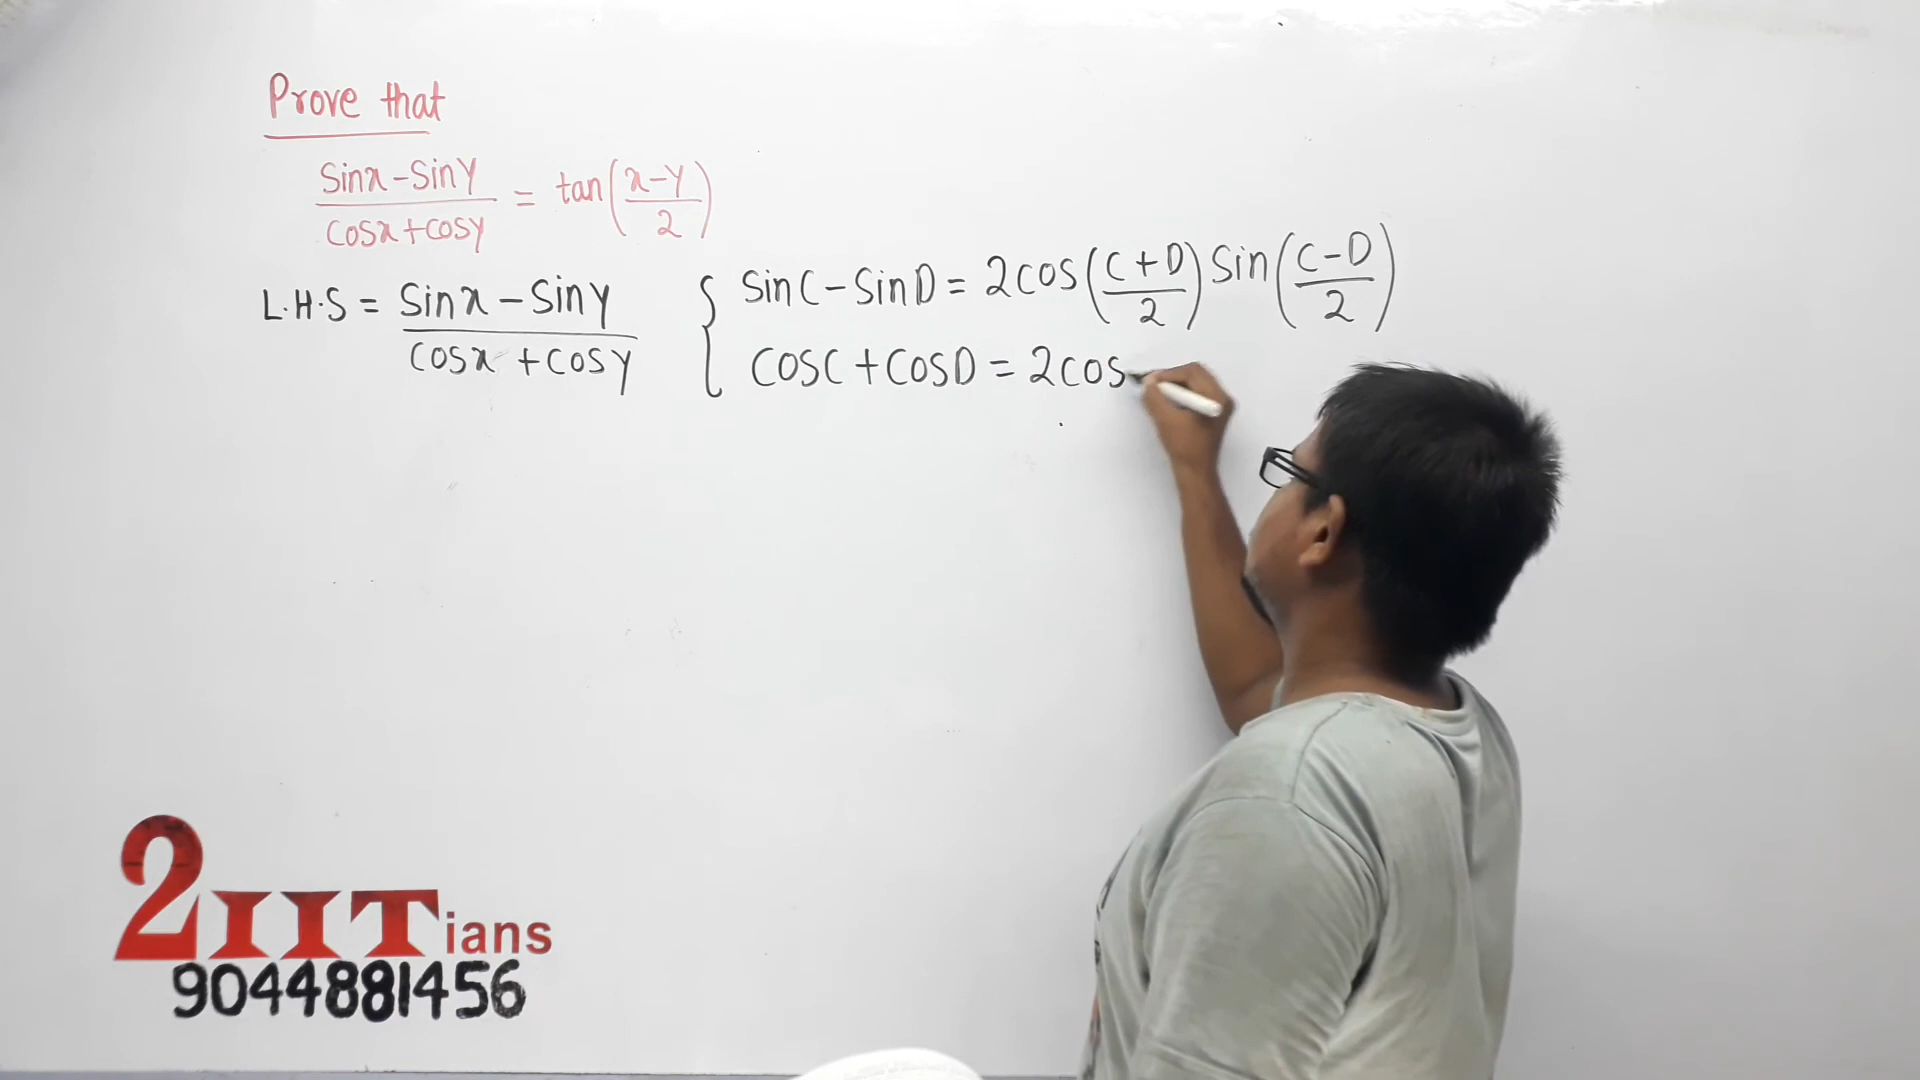 Prove that
Sinx-SinY
Cosx+Cosy
= tan(x-y/2)
L.H.S = Sinx-SinY
Cosx +Cosy
SinC-SinD = 2cos(C+D/2) Sin(C-D/2)
CosC+CosD = 2cos
2IITians
9044881456